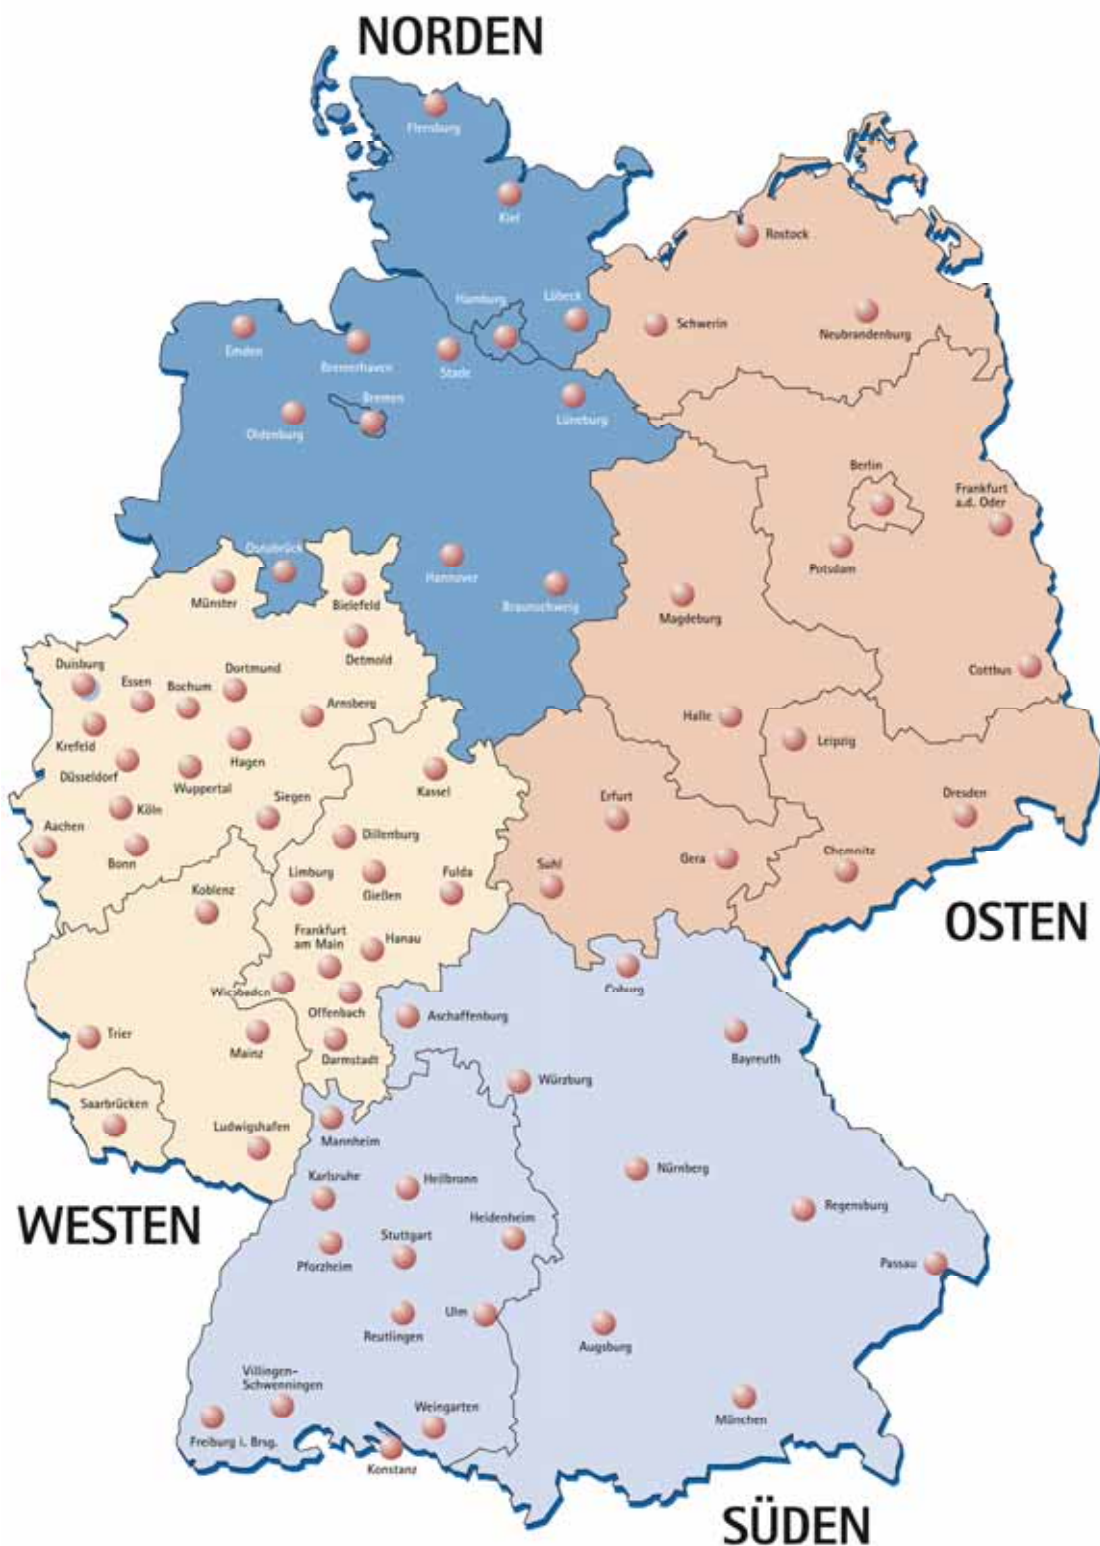 NORDEN
Flensburg
Kiel
Rostock
Hamburg
Lübeck
Schwerin
Neubrandenburg
Emden
Bremerhaven
Stade
Bremen
Lüneburg
Oldenburg
Berlin
Frankfurt
a.d. Oder
Osnabrück
Hannover
Potsdam
Münster
Bielefeld
Braunschweig
Magdeburg
Detmold
Duisburg
Essen
Bochum
Dortmund
Cottbus
Arnsberg
Halle
Krefeld
Hagen
Leipzig
Düsseldorf
Wuppertal
Kassel
Siegen
Erfurt
Dresden
Köln
Aachen
Dillenburg
Bonn
Limburg
Gießen
Fulda
Suhl
Gera
Chemnitz
Koblenz
OSTEN
Frankfurt
am Main
Hanau
Wiesbaden
Coburg
Offenbach
Aschaffenburg
Trier
Mainz
Darmstadt
Bayreuth
Würzburg
Saarbrücken
Ludwigshafen
Mannheim
Nürnberg
Karlsruhe
Heilbronn
Regensburg
WESTEN
Heidenheim
Stuttgart
Pforzheim
Passau
Ulm
Reutlingen
Augsburg
Villingen-
Schwenningen
Weingarten
München
Freiburg i. Brsg.
Konstanz
SÜDEN